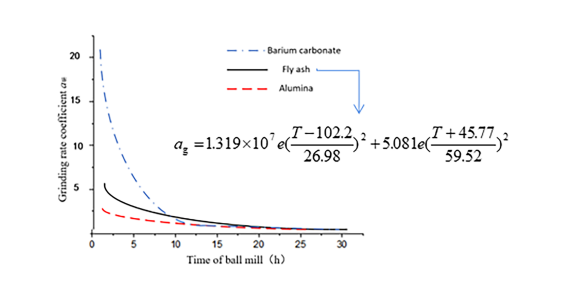 Grinding rate coefficient ag
20
15
10
5
0 5 10 15 20 25 30
Time of ball mill（h）
Barium carbonate
Fly ash
Alumina
a_g =1.319×10^7 e((T−102.2)/26.98)^2 +5.081e((T+45.77)/59.52)^2